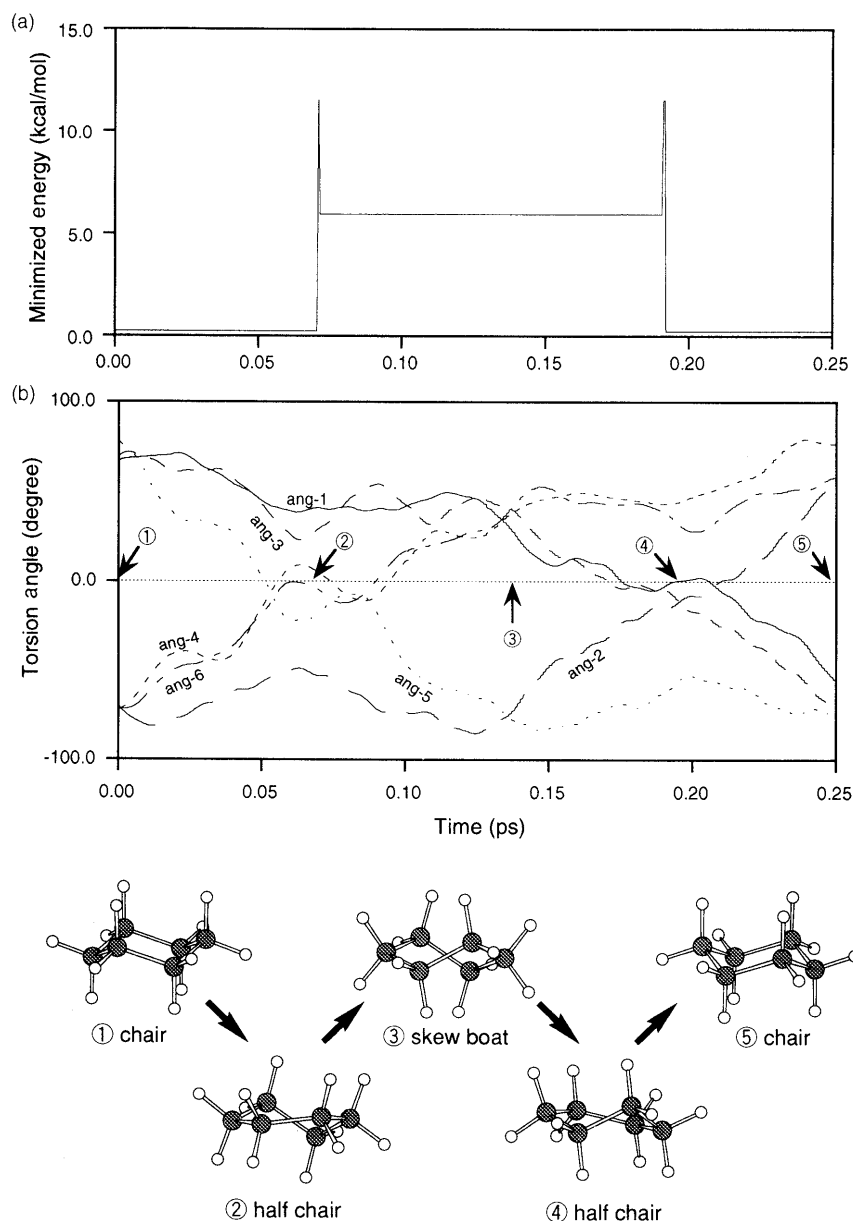 (a)
Minimized energy (kcal/mol)
15.0
10.0
5.0
0.0
0.00 0.05 0.10 0.15 0.20 0.25
(b)
Torsion angle (degree)
100.0
0.0
-100.0
ang-1
ang-3
ang-4
ang-6
ang-5
ang-2
①
②
③
④
⑤
0.00 0.05 0.10 0.15 0.20 0.25
Time (ps)
① chair
③ skew boat
⑤ chair
② half chair
④ half chair